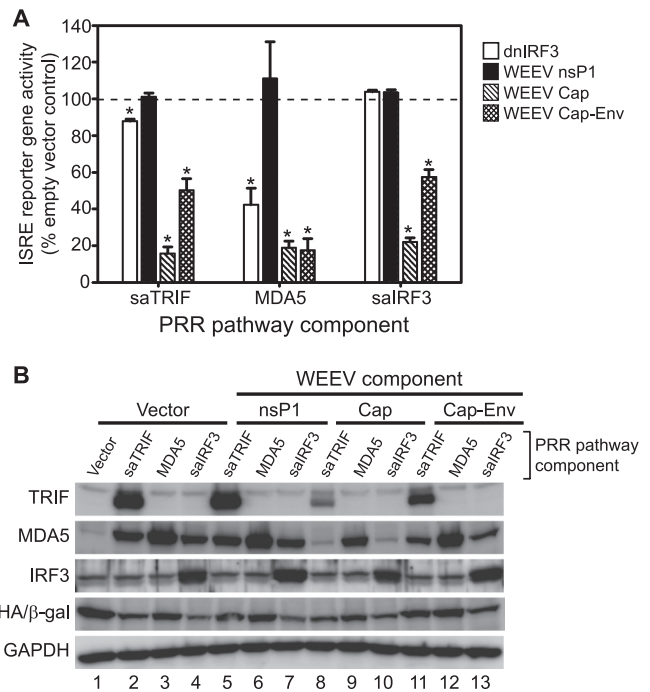 A
ISRE reporter gene activity
(% empty vector control)
140
120
100
80
60
40
20
0
* * * * * * * * *
dnIRF3
WEEV nsP1
WEEV Cap
WEEV Cap-Env
saTRIF MDA5 saIRF3
PRR pathway component
B
WEEV component
Vector nsP1 Cap Cap-Env
Vector saTRIF MDA5 saIRF3 saTRIF MDA5 saIRF3 saTRIF MDA5 saIRF3 saTRIF MDA5 saIRF3
PRR pathway
component
TRIF
MDA5
IRF3
HA/β-gal
GAPDH
1 2 3 4 5 6 7 8 9 10 11 12 13